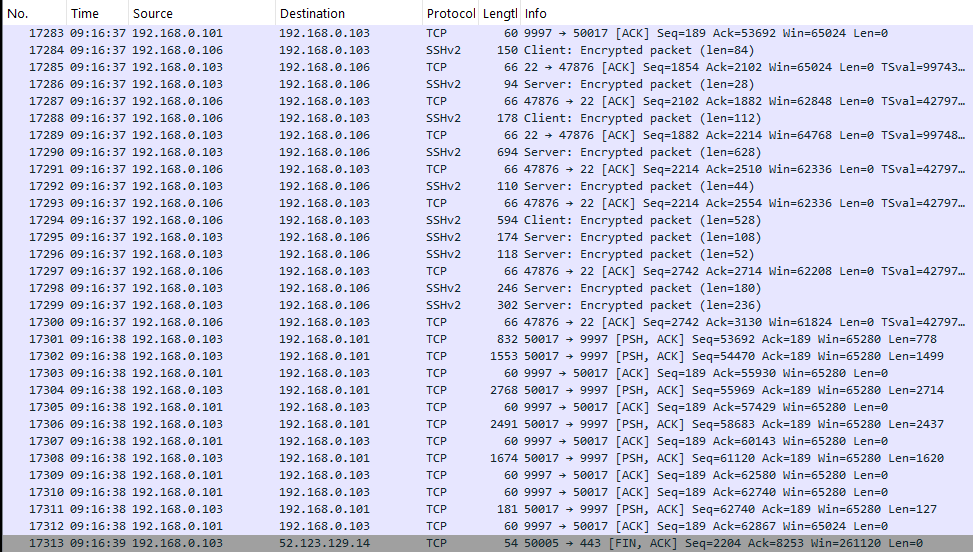 No. Time Source Destination Protocol Lengtl Info
17283 09:16:37 192.168.0.101 192.168.0.103 TCP 60 9997 → 50017 [ACK] Seq=189 Ack=53692 Win=65024 Len=0
17284 09:16:37 192.168.0.106 192.168.0.103 SSHv2 150 Client: Encrypted packet (len=84)
17285 09:16:37 192.168.0.103 192.168.0.106 TCP 66 22 → 47876 [ACK] Seq=1854 Ack=2102 Win=65024 Len=0 TSval=99743…
17286 09:16:37 192.168.0.103 192.168.0.106 SSHv2 94 Server: Encrypted packet (len=28)
17287 09:16:37 192.168.0.106 192.168.0.103 TCP 66 47876 → 22 [ACK] Seq=2102 Ack=1882 Win=62848 Len=0 TSval=42797…
17288 09:16:37 192.168.0.106 192.168.0.103 SSHv2 178 Client: Encrypted packet (len=112)
17289 09:16:37 192.168.0.103 192.168.0.106 TCP 66 22 → 47876 [ACK] Seq=1882 Ack=2214 Win=64768 Len=0 TSval=99748…
17290 09:16:37 192.168.0.103 192.168.0.106 SSHv2 694 Server: Encrypted packet (len=628)
17291 09:16:37 192.168.0.106 192.168.0.103 TCP 66 47876 → 22 [ACK] Seq=2214 Ack=2510 Win=62336 Len=0 TSval=42797…
17292 09:16:37 192.168.0.103 192.168.0.106 SSHv2 110 Server: Encrypted packet (len=44)
17293 09:16:37 192.168.0.106 192.168.0.103 TCP 66 47876 → 22 [ACK] Seq=2214 Ack=2554 Win=62336 Len=0 TSval=42797…
17294 09:16:37 192.168.0.106 192.168.0.103 SSHv2 594 Client: Encrypted packet (len=528)
17295 09:16:37 192.168.0.103 192.168.0.106 SSHv2 174 Server: Encrypted packet (len=108)
17296 09:16:37 192.168.0.103 192.168.0.106 SSHv2 118 Server: Encrypted packet (len=52)
17297 09:16:37 192.168.0.106 192.168.0.103 TCP 66 47876 → 22 [ACK] Seq=2742 Ack=2714 Win=62208 Len=0 TSval=42797…
17298 09:16:37 192.168.0.103 192.168.0.106 SSHv2 246 Server: Encrypted packet (len=180)
17299 09:16:37 192.168.0.103 192.168.0.106 SSHv2 302 Server: Encrypted packet (len=236)
17300 09:16:37 192.168.0.106 192.168.0.103 TCP 66 47876 → 22 [ACK] Seq=2742 Ack=3130 Win=61824 Len=0 TSval=42797…
17301 09:16:38 192.168.0.103 192.168.0.101 TCP 832 50017 → 9997 [PSH, ACK] Seq=53692 Ack=189 Win=65280 Len=778
17302 09:16:38 192.168.0.103 192.168.0.101 TCP 1553 50017 → 9997 [PSH, ACK] Seq=54470 Ack=189 Win=65280 Len=1499
17303 09:16:38 192.168.0.101 192.168.0.103 TCP 60 9997 → 50017 [ACK] Seq=189 Ack=55930 Win=65280 Len=0
17304 09:16:38 192.168.0.103 192.168.0.101 TCP 2768 50017 → 9997 [PSH, ACK] Seq=55969 Ack=189 Win=65280 Len=2714
17305 09:16:38 192.168.0.101 192.168.0.103 TCP 60 9997 → 50017 [ACK] Seq=189 Ack=57429 Win=65280 Len=0
17306 09:16:38 192.168.0.103 192.168.0.101 TCP 2491 50017 → 9997 [PSH, ACK] Seq=58683 Ack=189 Win=65280 Len=2437
17307 09:16:38 192.168.0.101 192.168.0.103 TCP 60 9997 → 50017 [ACK] Seq=189 Ack=60143 Win=65280 Len=0
17308 09:16:38 192.168.0.103 192.168.0.101 TCP 1674 50017 → 9997 [PSH, ACK] Seq=61120 Ack=189 Win=65280 Len=1620
17309 09:16:38 192.168.0.101 192.168.0.103 TCP 60 9997 → 50017 [ACK] Seq=189 Ack=62580 Win=65280 Len=0
17310 09:16:38 192.168.0.101 192.168.0.103 TCP 60 9997 → 50017 [ACK] Seq=189 Ack=62740 Win=65280 Len=0
17311 09:16:38 192.168.0.103 192.168.0.101 TCP 181 50017 → 9997 [PSH, ACK] Seq=62740 Ack=189 Win=65280 Len=127
17312 09:16:38 192.168.0.101 192.168.0.103 TCP 60 9997 → 50017 [ACK] Seq=189 Ack=62867 Win=65024 Len=0
17313 09:16:39 192.168.0.103 52.123.129.14 TCP 54 50005 → 443 [FIN, ACK] Seq=2204 Ack=8253 Win=261120 Len=0